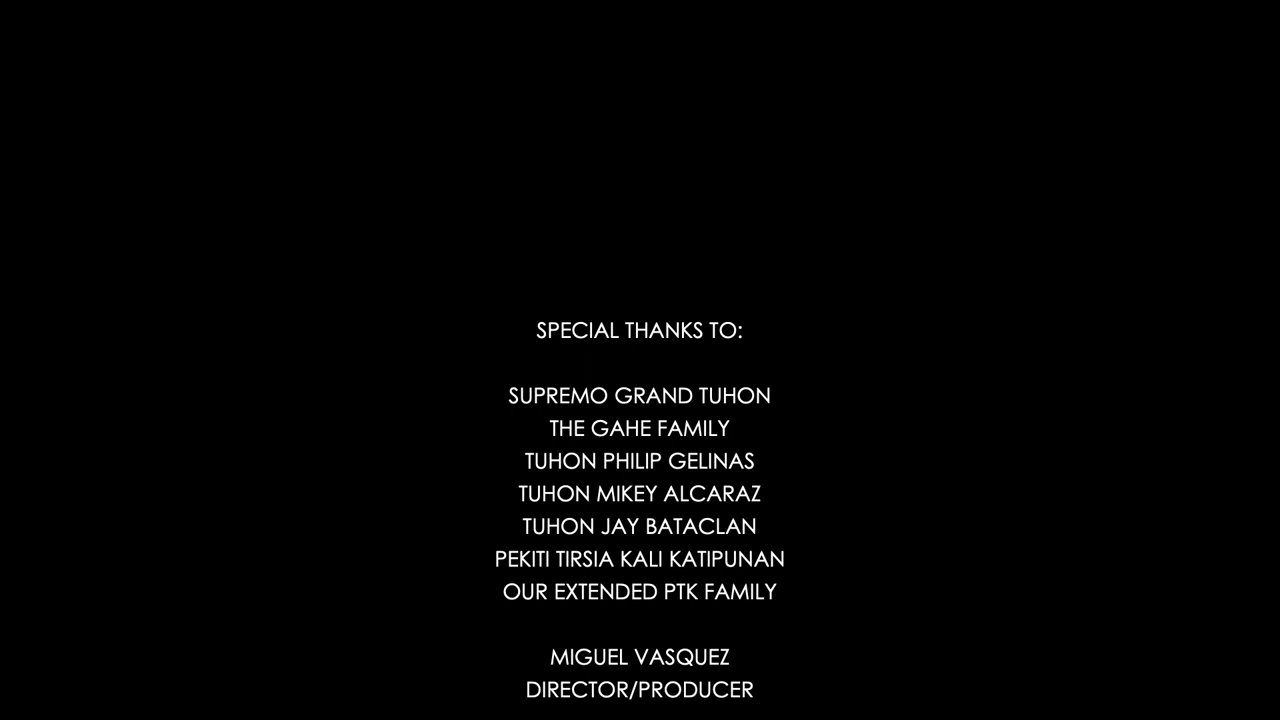 SPECIAL THANKS TO:
SUPREMO GRAND TUHON
THE GAHE FAMILY
TUHON PHILIP GELINAS
TUHON MIKEY ALCARAZ
TUHON JAY BATACLAN
PEKITI TIRSIA KALI KATIPUNAN
OUR EXTENDED PTK FAMILY
MIGUEL VASQUEZ
DIRECTOR/PRODUCER